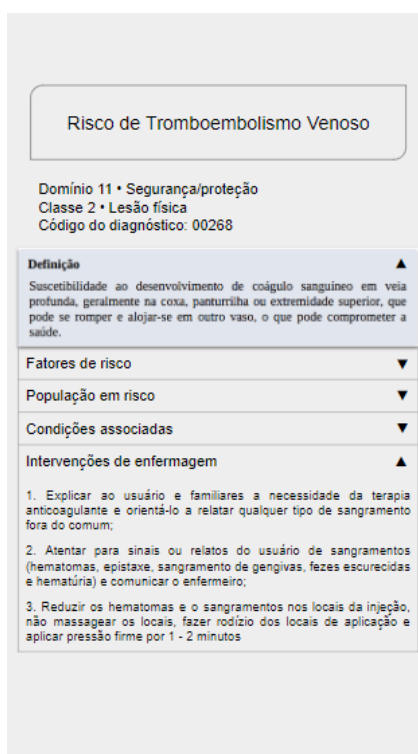 Risco de Tromboembolismo Venoso
Domínio 11 • Segurança/proteção
Classe 2 • Lesão física
Código do diagnóstico: 00268
Definição ▲
Suscetibilidade ao desenvolvimento de coágulo sanguíneo em veia
profunda, geralmente na coxa, panturrilha ou extremidade superior, que
pode se romper e alojar-se em outro vaso, o que pode comprometer a
saúde.
Fatores de risco ▼
População em risco ▼
Condições associadas ▼
Intervenções de enfermagem ▲
1. Explicar ao usuário e familiares a necessidade da terapia
anticoagulante e orientá-lo a relatar qualquer tipo de sangramento
fora do comum;
2. Atentar para sinais ou relatos do usuário de sangramentos
(hematomas, epistaxe, sangramento de gengivas, fezes escurecidas
e hematúria) e comunicar o enfermeiro;
3. Reduzir os hematomas e o sangramentos nos locais da injeção,
não massagear os locais, fazer rodízio dos locais de aplicação e
aplicar pressão firme por 1 - 2 minutos